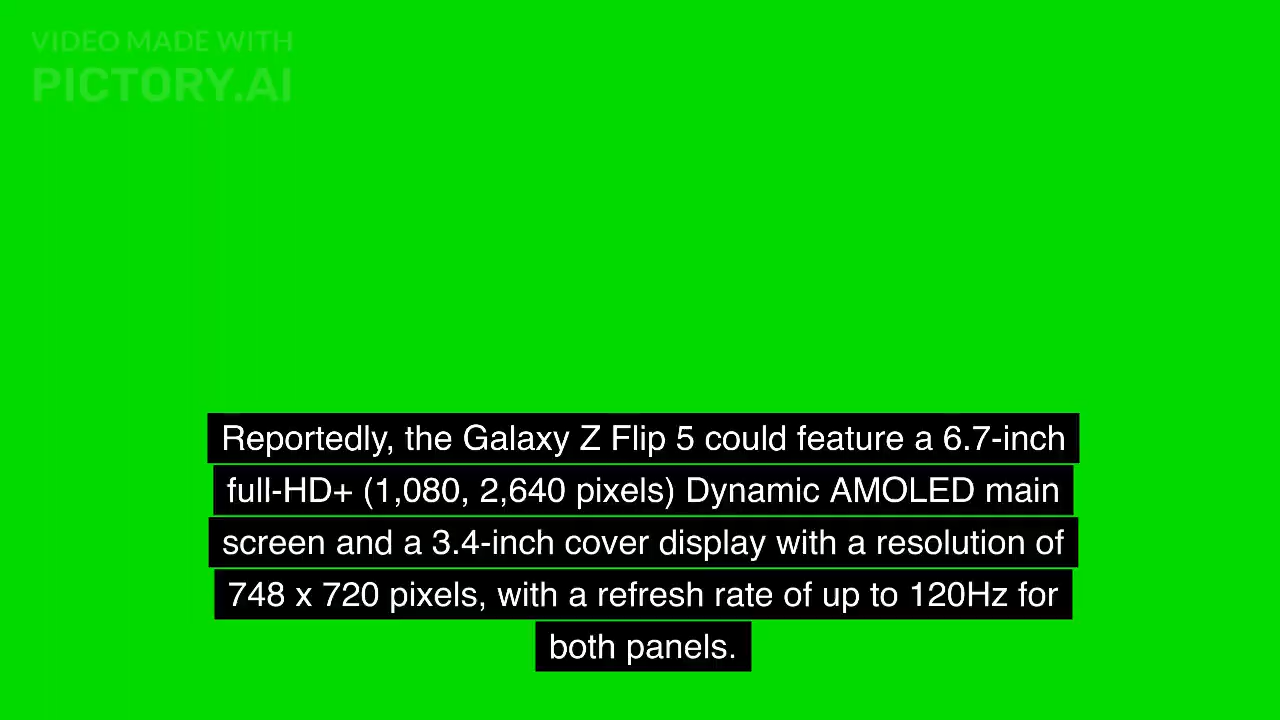 VIDEO MADE WITH
PICTORY.AI
Reportedly, the Galaxy Z Flip 5 could feature a 6.7-inch
full-HD+ (1,080, 2,640 pixels) Dynamic AMOLED main
screen and a 3.4-inch cover display with a resolution of
748 x 720 pixels, with a refresh rate of up to 120Hz for
both panels.